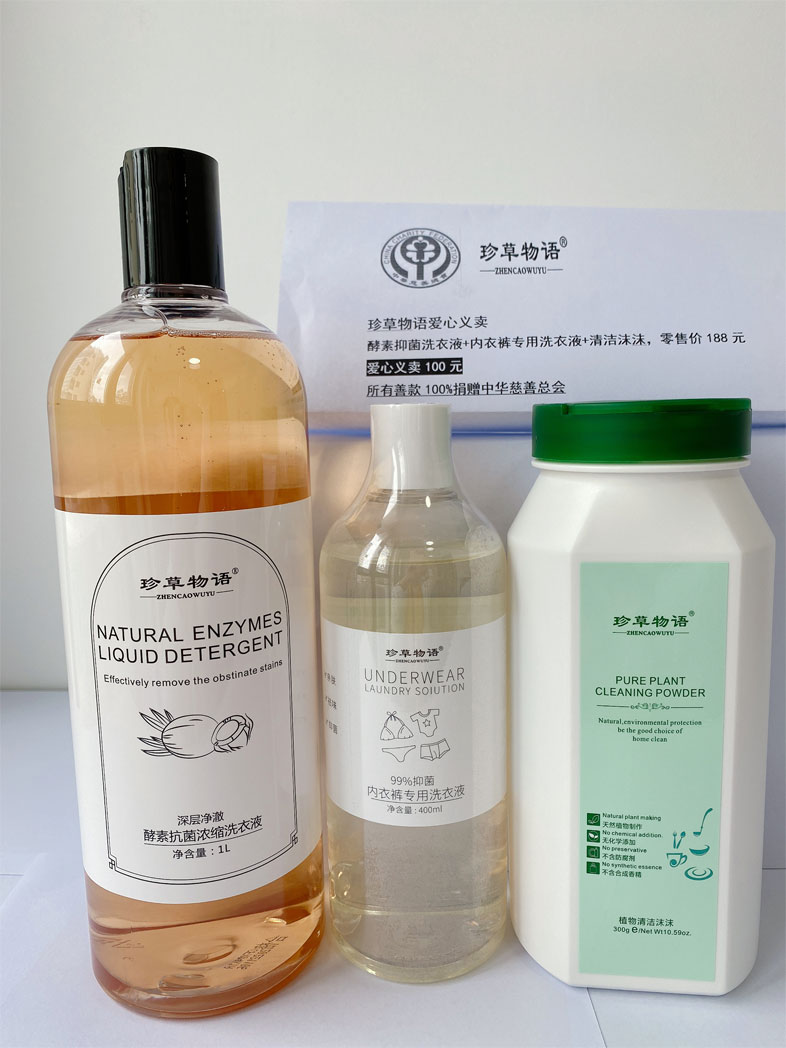 CHINA CHARITY FEDERATION
中华慈善总会
珍草物语®
ZHENCAOWUYU
珍草物语爱心义卖
酵素抑菌洗衣液+内衣裤专用洗衣液+清洁沫沫，零售价 188 元
爱心义卖 100 元
所有善款 100%捐赠中华慈善总会
珍草物语®
ZHENCAOWUYU
NATURAL ENZYMES
LIQUID DETERGENT
Effectively remove the obstinate stains
深层净澈
酵素抗菌浓缩洗衣液
净含量：1L
珍草物语®
ZHENCAOWUYU
UNDERWEAR
LAUNDRY SOIUTION
99%抑菌
内衣裤专用洗衣液
净含量：400ml
珍草物语®
ZHENCAOWUYU
PURE PLANT
CLEANING POWDER
Natural,environmental protection
be the good choice of
home clean
Natural plant making
天然植物制作
No chemical addition.
无化学添加
No preservative
不含防腐剂
No synthetic essence
不含合成香精
植物清洁沫沫
300g e/Net Wt10.59oz.